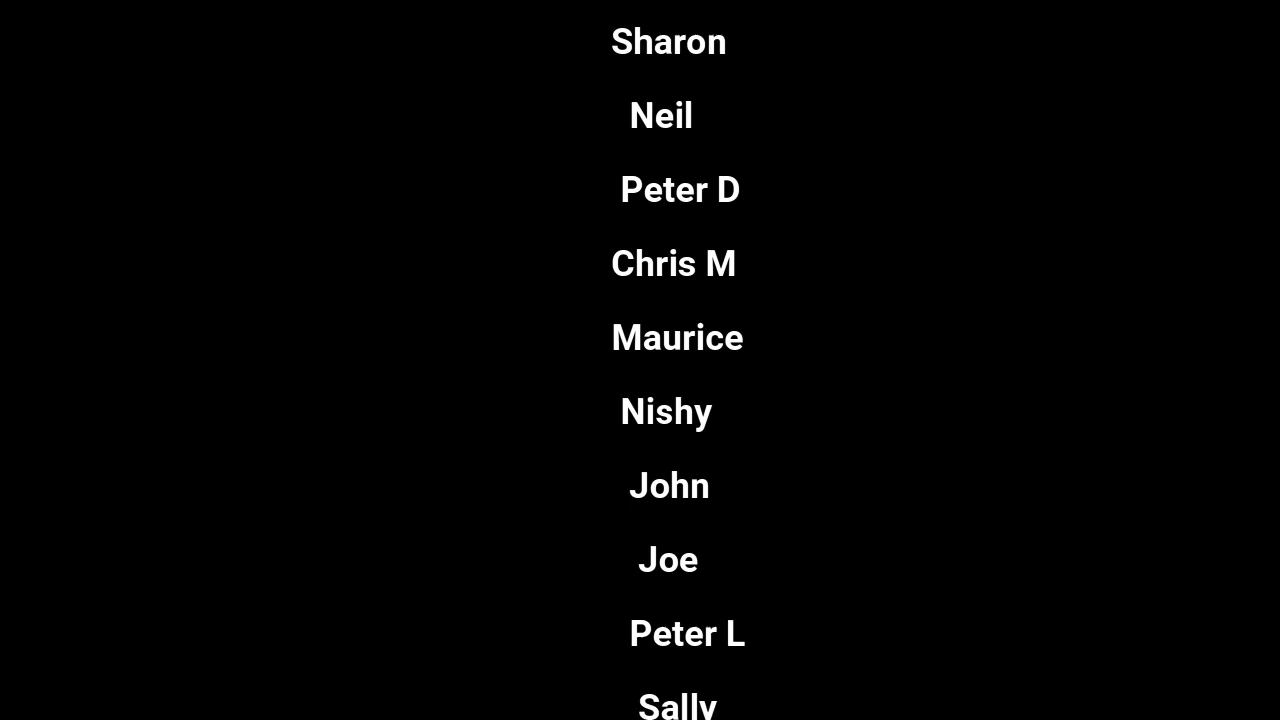 Sharon
Neil
Peter D
Chris M
Maurice
Nishy
John
Joe
Peter L
Sally